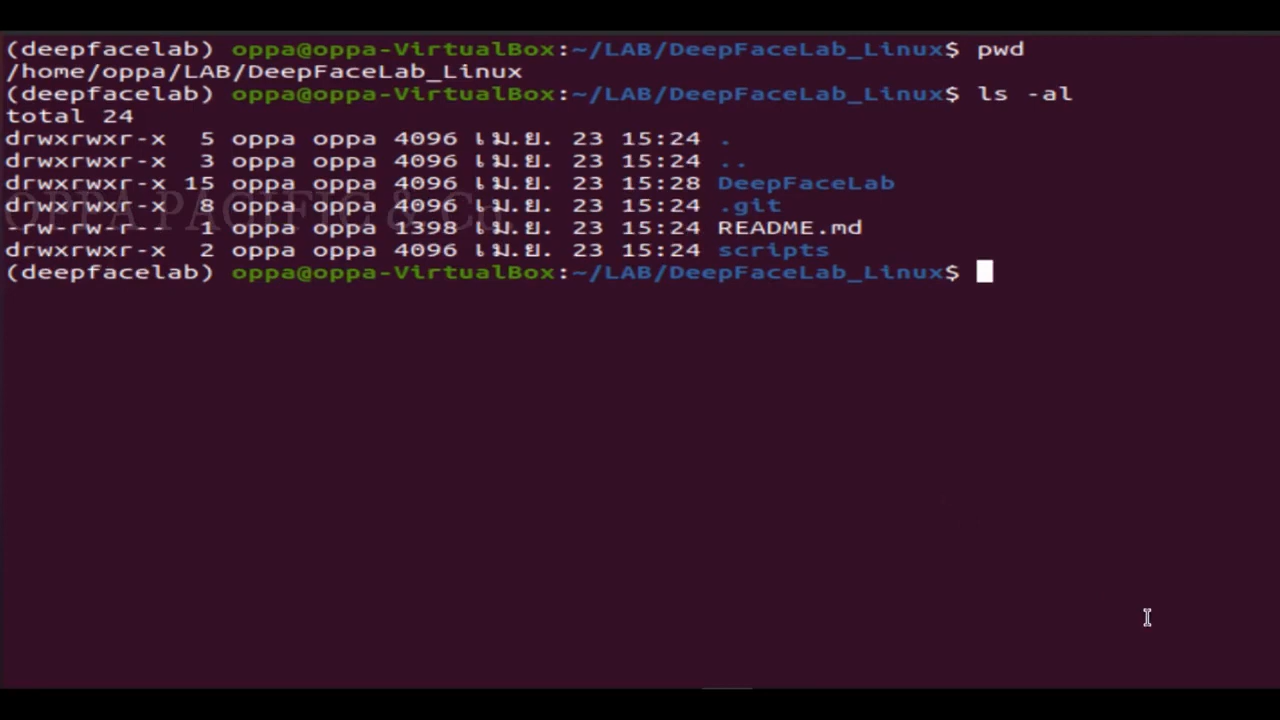 (deepfacelab) oppa@oppa-VirtualBox:~/LAB/DeepFaceLab_Linux$ pwd
/home/oppa/LAB/DeepFaceLab_Linux
(deepfacelab) oppa@oppa-VirtualBox:~/LAB/DeepFaceLab_Linux$ ls -al
total 24
drwxrwxr-x 5 oppa oppa 4096 เม.ย. 23 15:24 .
drwxrwxr-x 3 oppa oppa 4096 เม.ย. 23 15:24 ..
drwxrwxr-x 15 oppa oppa 4096 เม.ย. 23 15:28 DeepFaceLab
drwxrwxr-x 8 oppa oppa 4096 เม.ย. 23 15:24 .git
-rw-rw-r-- 1 oppa oppa 1398 เม.ย. 23 15:24 README.md
drwxrwxr-x 2 oppa oppa 4096 เม.ย. 23 15:24 scripts
(deepfacelab) oppa@oppa-VirtualBox:~/LAB/DeepFaceLab_Linux$
OPPA PACIFIC &